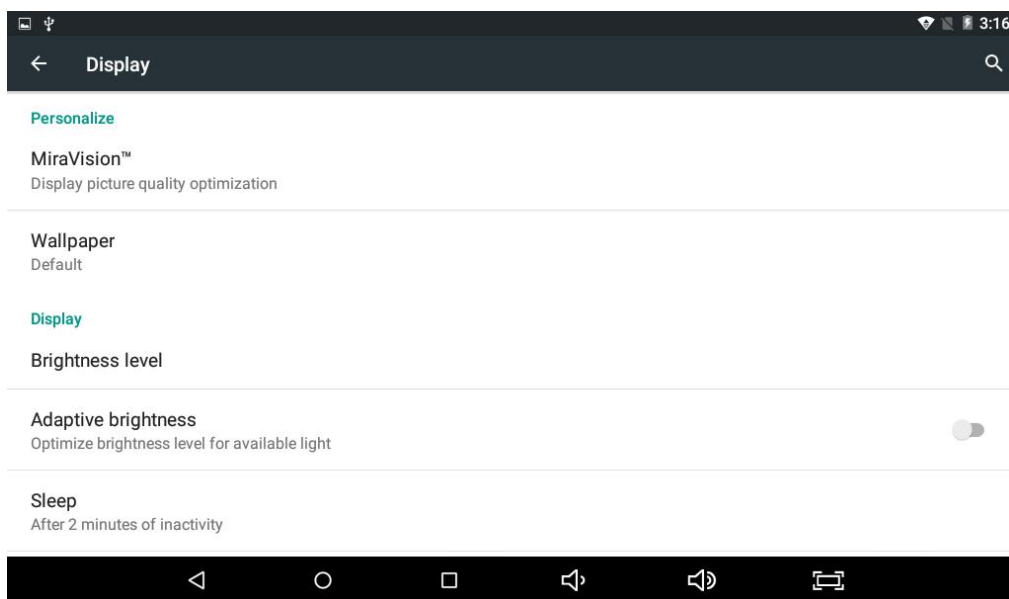 3:16
Display
Personalize
MiraVision™
Display picture quality optimization
Wallpaper
Default
Display
Brightness level
Adaptive brightness
Optimize brightness level for available light
Sleep
After 2 minutes of inactivity